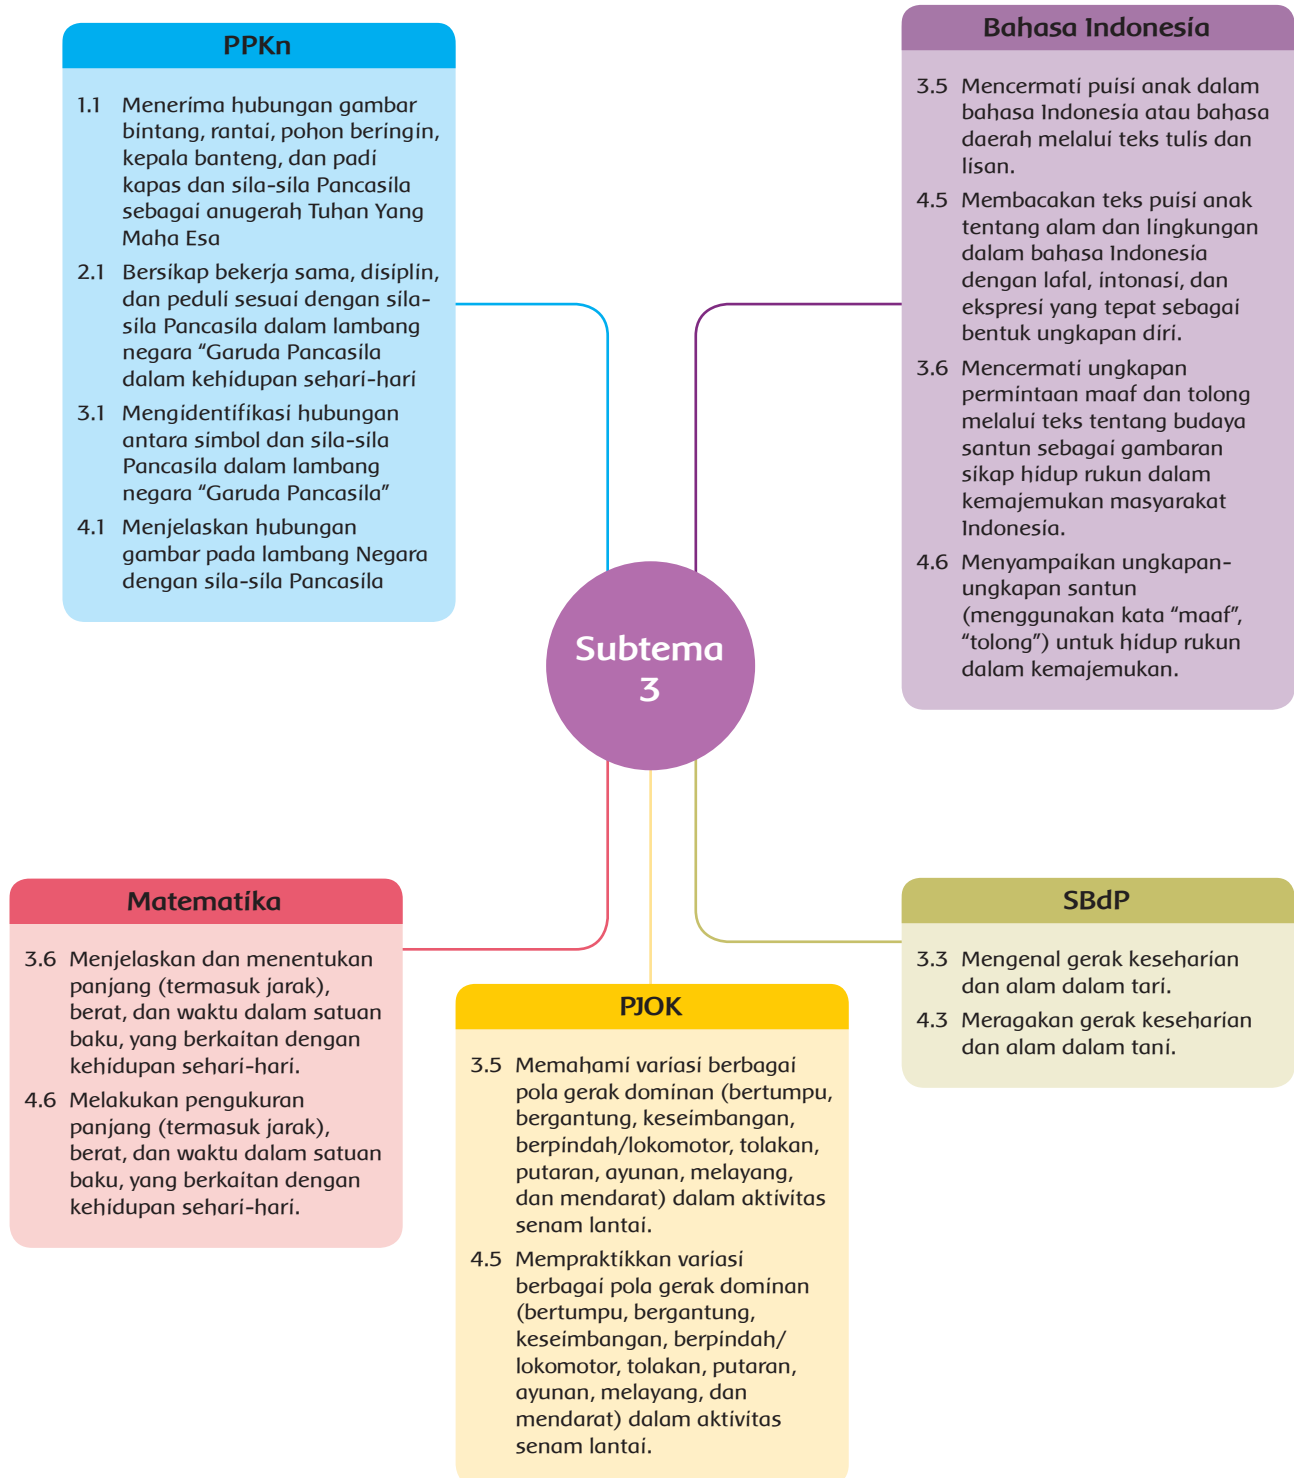 PPKn
1.1 Menerima hubungan gambar
bintang, rantai, pohon beringin,
kepala banteng, dan padi
kapas dan sila-sila Pancasila
sebagai anugerah Tuhan Yang
Maha Esa
2.1 Bersikap bekerja sama, disiplin,
dan peduli sesuai dengan sila-
sila Pancasila dalam lambang
negara “Garuda Pancasila
dalam kehidupan sehari-hari
3.1 Mengidentifikasi hubungan
antara simbol dan sila-sila
Pancasila dalam lambang
negara “Garuda Pancasila”
4.1 Menjelaskan hubungan
gambar pada lambang Negara
dengan sila-sila Pancasila
Bahasa Indonesia
3.5 Mencermati puisi anak dalam
bahasa Indonesia atau bahasa
daerah melalui teks tulis dan
lisan.
4.5 Membacakan teks puisi anak
tentang alam dan lingkungan
dalam bahasa Indonesia
dengan lafal, intonasi, dan
ekspresi yang tepat sebagai
bentuk ungkapan diri.
3.6 Mencermati ungkapan
permintaan maaf dan tolong
melalui teks tentang budaya
santun sebagai gambaran
sikap hidup rukun dalam
kemajemukan masyarakat
Indonesia.
4.6 Menyampaikan ungkapan-
ungkapan santun
(menggunakan kata “maaf”,
“tolong”) untuk hidup rukun
dalam kemajemukan.
Subtema
3
Matematika
3.6 Menjelaskan dan menentukan
panjang (termasuk jarak),
berat, dan waktu dalam satuan
baku, yang berkaitan dengan
kehidupan sehari-hari.
4.6 Melakukan pengukuran
panjang (termasuk jarak),
berat, dan waktu dalam satuan
baku, yang berkaitan dengan
kehidupan sehari-hari.
PJOK
3.5 Memahami variasi berbagai
pola gerak dominan (bertumpu,
bergantung, keseimbangan,
berpindah/lokomotor, tolakan,
putaran, ayunan, melayang,
dan mendarat) dalam aktivitas
senam lantai.
4.5 Mempraktikkan variasi
berbagai pola gerak dominan
(bertumpu, bergantung,
keseimbangan, berpindah/
lokomotor, tolakan, putaran,
ayunan, melayang, dan
mendarat) dalam aktivitas
senam lantai.
SBdP
3.3 Mengenal gerak keseharian
dan alam dalam tari.
4.3 Meragakan gerak keseharian
dan alam dalam tani.